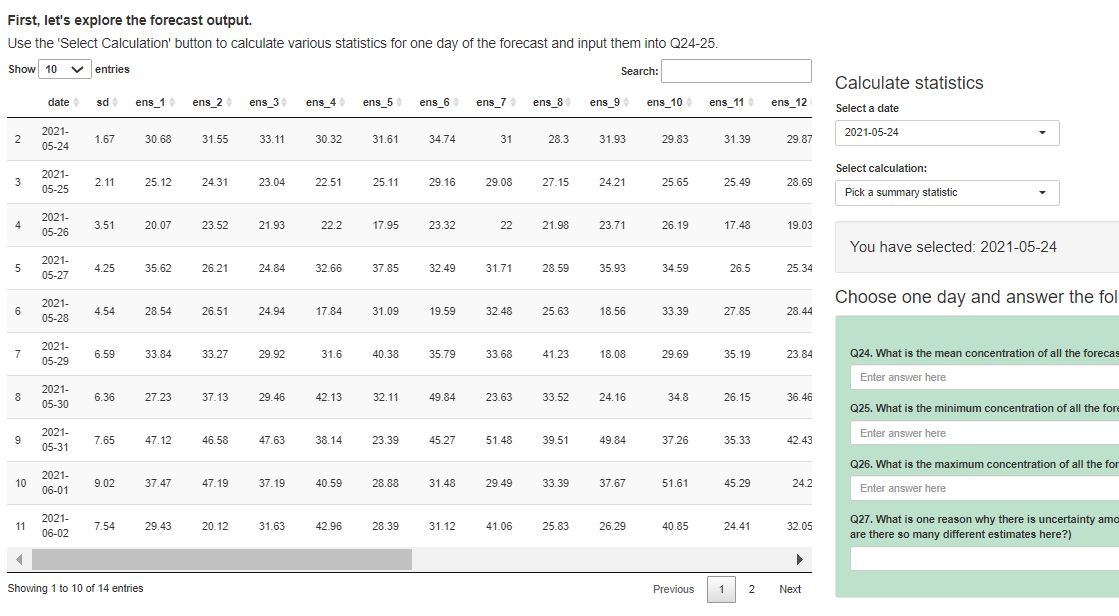 First, let's explore the forecast output.
Use the 'Select Calculation' button to calculate various statistics for one day of the forecast and input them into Q24-25.
Show 10 entries
Search:
date sd ens_1 ens_2 ens_3 ens_4 ens_5 ens_6 ens_7 ens_8 ens_9 ens_10 ens_11 ens_12
2 2021-05-24 1.67 30.68 31.55 33.11 30.32 31.61 34.74 31 28.3 31.93 29.83 31.39 29.87
3 2021-05-25 2.11 25.12 24.31 23.04 22.51 25.11 29.16 29.08 27.15 24.21 25.65 25.49 28.69
4 2021-05-26 3.51 20.07 23.52 21.93 22.2 17.95 23.32 22 21.98 23.71 26.19 17.48 19.03
5 2021-05-27 4.25 35.62 26.21 24.84 32.66 37.85 32.49 31.71 28.59 35.93 34.59 26.5 25.34
6 2021-05-28 4.54 28.54 26.51 24.94 17.84 31.09 19.59 32.48 25.63 18.56 33.39 27.85 28.44
7 2021-05-29 6.59 33.84 33.27 29.92 31.6 40.38 35.79 33.68 41.23 18.08 29.69 35.19 23.84
8 2021-05-30 6.36 27.23 37.13 29.46 42.13 32.11 49.84 23.63 33.52 24.16 34.8 26.15 36.46
9 2021-05-31 7.65 47.12 46.58 47.63 38.14 23.39 45.27 51.48 39.51 49.84 37.26 35.33 42.43
10 2021-06-01 9.02 37.47 47.19 37.19 40.59 28.88 31.48 29.49 33.39 37.67 51.61 45.29 24.2
11 2021-06-02 7.54 29.43 20.12 31.63 42.96 28.39 31.12 41.06 25.83 26.29 40.85 24.41 32.05
Showing 1 to 10 of 14 entries
Previous 1 2 Next
Calculate statistics
Select a date
2021-05-24
Select calculation:
Pick a summary statistic
You have selected: 2021-05-24
Choose one day and answer the fol
Q24. What is the mean concentration of all the forecas
Enter answer here
Q25. What is the minimum concentration of all the fore
Enter answer here
Q26. What is the maximum concentration of all the for
Enter answer here
Q27. What is one reason why there is uncertainty amo
are there so many different estimates here?)